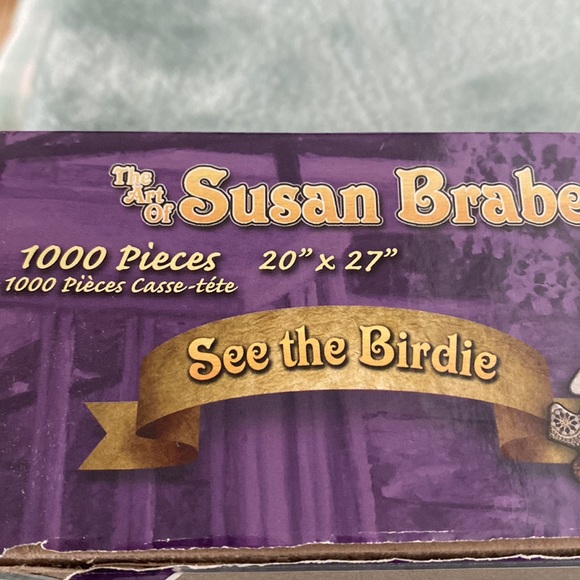 The Art Of Susan Brabe
1000 Pieces 20" x 27"
1000 Pièces Casse-téte
See the Birdie